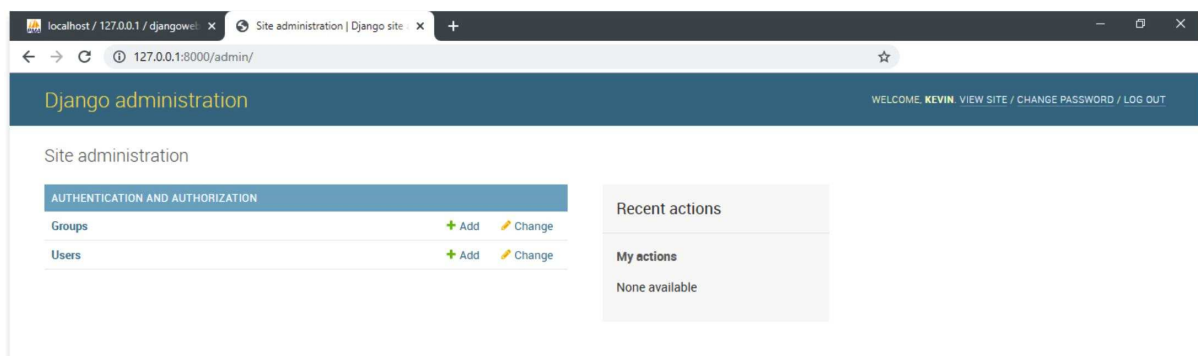 localhost / 127.0.0.1 / djangowe
Site administration | Django site
127.0.0.1:8000/admin/
Django administration
WELCOME, KEVIN. VIEW SITE / CHANGE PASSWORD / LOG OUT
Site administration
AUTHENTICATION AND AUTHORIZATION
Groups + Add Change
Users + Add Change
Recent actions
My actions
None available